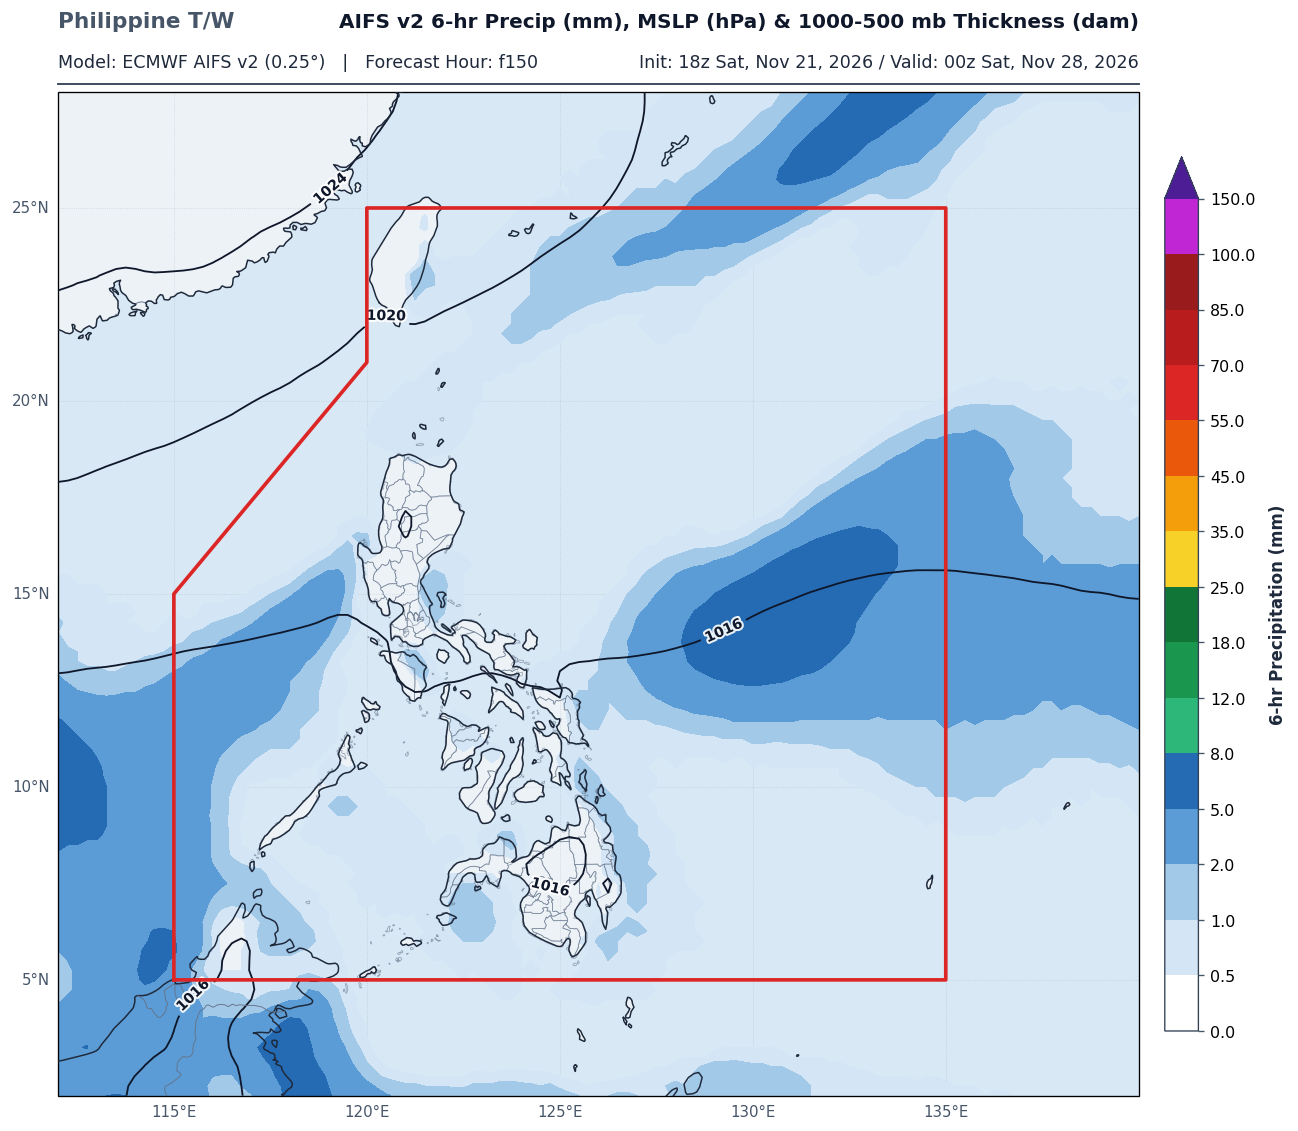 Philippine T/W
AIFS v2 6-hr Precip (mm), MSLP (hPa) & 1000-500 mb Thickness (dam)
Model: ECMWF AIFS v2 (0.25°)   |   Forecast Hour: f150
Init: 18z Sat, Nov 21, 2026 / Valid: 00z Sat, Nov 28, 2026
25°N
20°N
15°N
10°N
5°N
1024
1020
1016
1016
1016
115°E
120°E
125°E
130°E
135°E
150.0
100.0
85.0
70.0
55.0
45.0
35.0
25.0
18.0
12.0
8.0
5.0
2.0
1.0
0.5
0.0
6-hr Precipitation (mm)